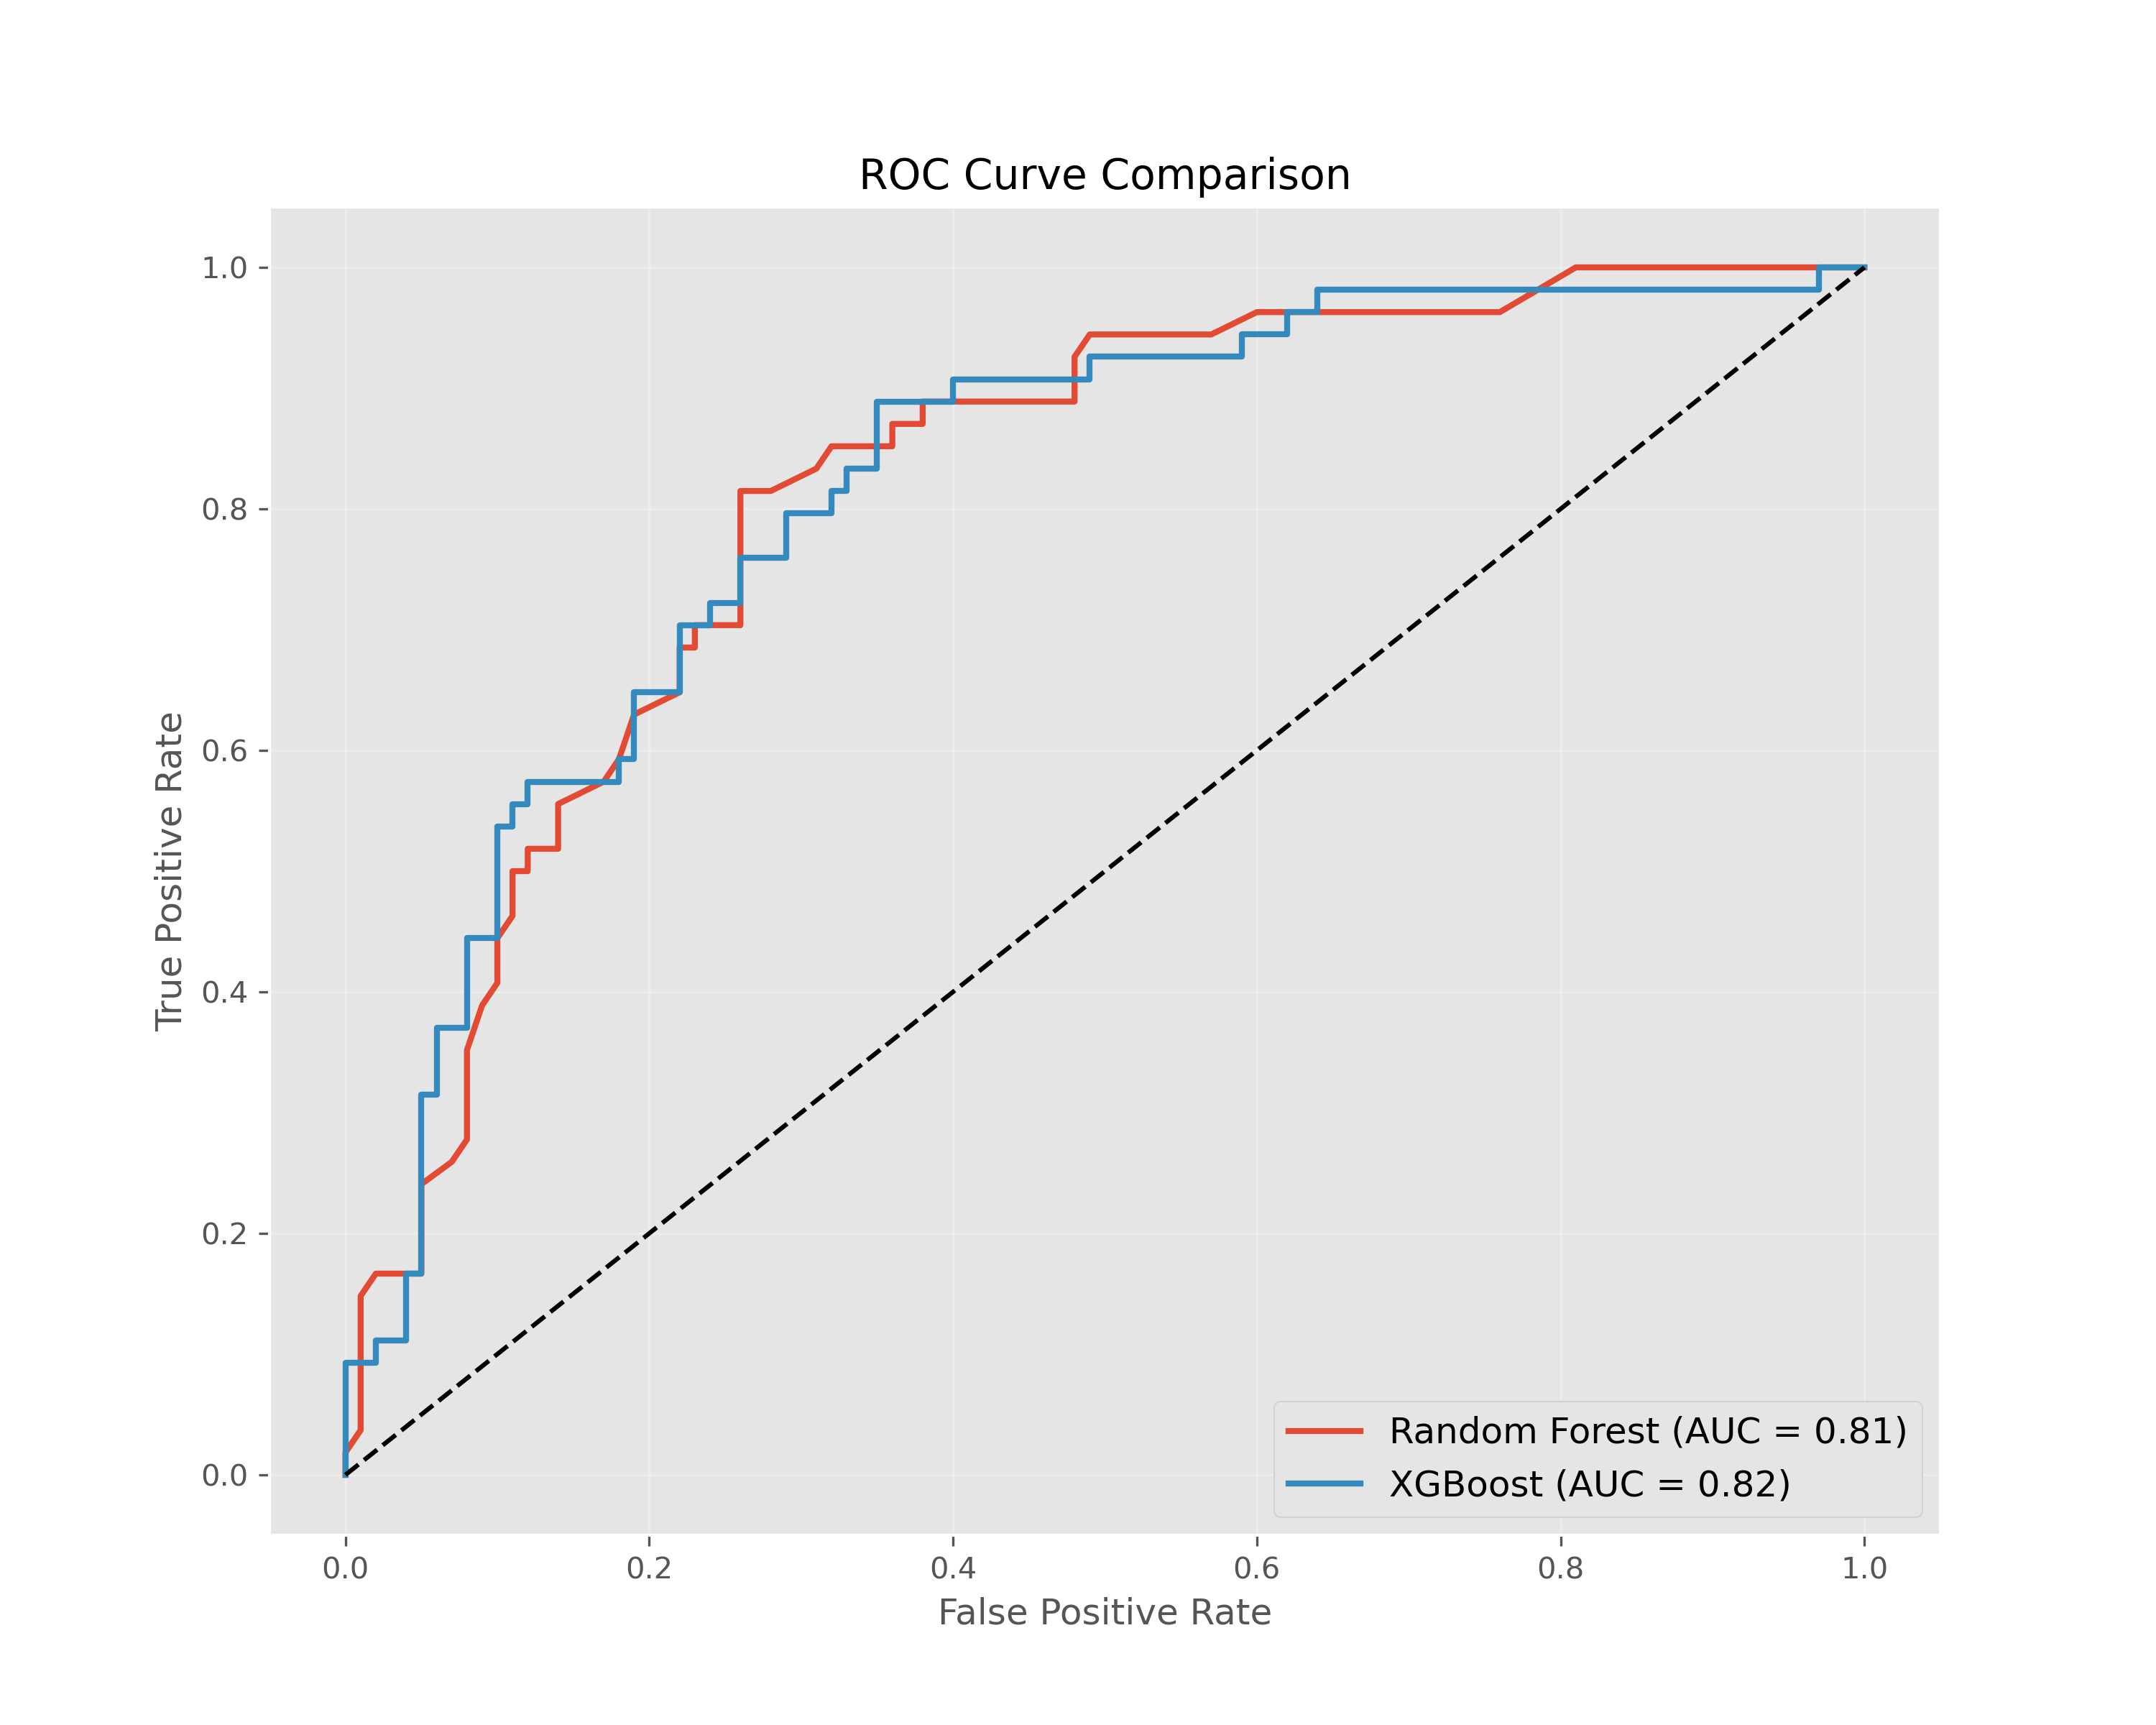 ROC Curve Comparison
1.0
0.8
0.6
0.4
0.2
0.0
True Positive Rate
0.0 0.2 0.4 0.6 0.8 1.0
False Positive Rate
Random Forest (AUC = 0.81)
XGBoost (AUC = 0.82)